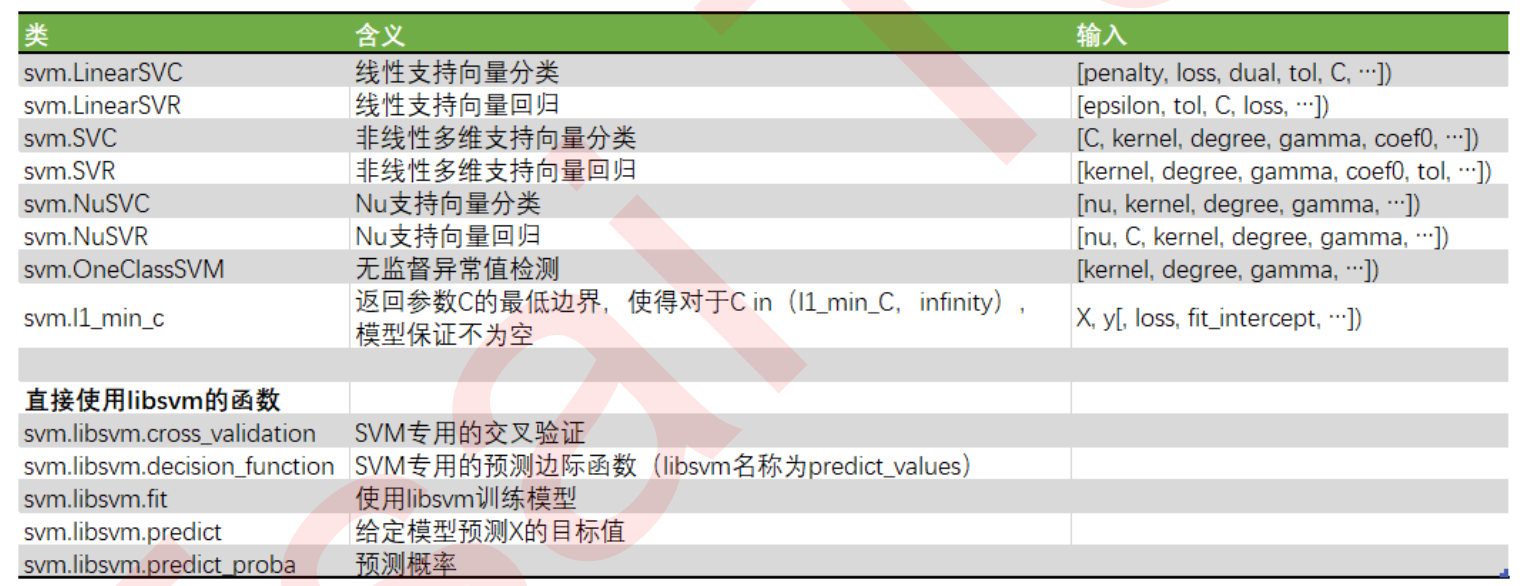 类 含义 输入
svm.LinearSVC 线性支持向量分类 [penalty, loss, dual, tol, C, ···])
svm.LinearSVR 线性支持向量回归 [epsilon, tol, C, loss, ···])
svm.SVC 非线性多维支持向量分类 [C, kernel, degree, gamma, coef0, ···])
svm.SVR 非线性多维支持向量回归 [kernel, degree, gamma, coef0, tol, ···])
svm.NuSVC Nu支持向量分类 [nu, kernel, degree, gamma, ···])
svm.NuSVR Nu支持向量回归 [nu, C, kernel, degree, gamma, ···])
svm.OneClassSVM 无监督异常值检测 [kernel, degree, gamma, ···])
svm.l1_min_c 返回参数C的最低边界，使得对于C in（l1_min_C，infinity）， X, y[, loss, fit_intercept, ···])
模型保证不为空
直接使用libsvm的函数
svm.libsvm.cross_validation SVM专用的交叉验证
svm.libsvm.decision_function SVM专用的预测边际函数（libsvm名称为predict_values）
svm.libsvm.fit 使用libsvm训练模型
svm.libsvm.predict 给定模型预测X的目标值
svm.libsvm.predict_proba 预测概率